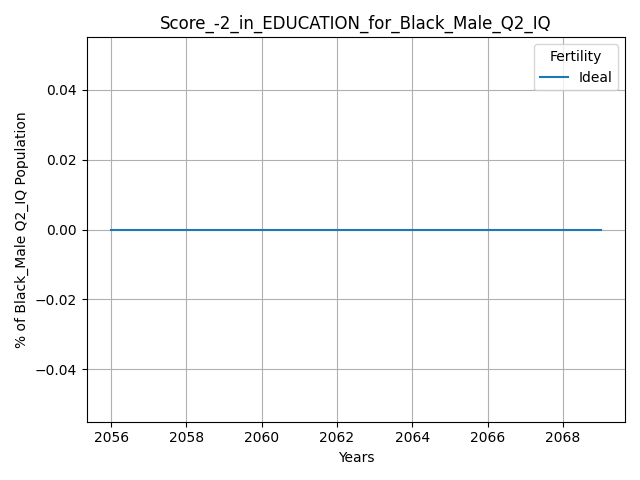 Score_-2_in_EDUCATION_for_Black_Male_Q2_IQ
Fertility
Ideal
% of Black_Male Q2_IQ Population
0.04
0.02
0.00
−0.02
−0.04
2056 2058 2060 2062 2064 2066 2068
Years